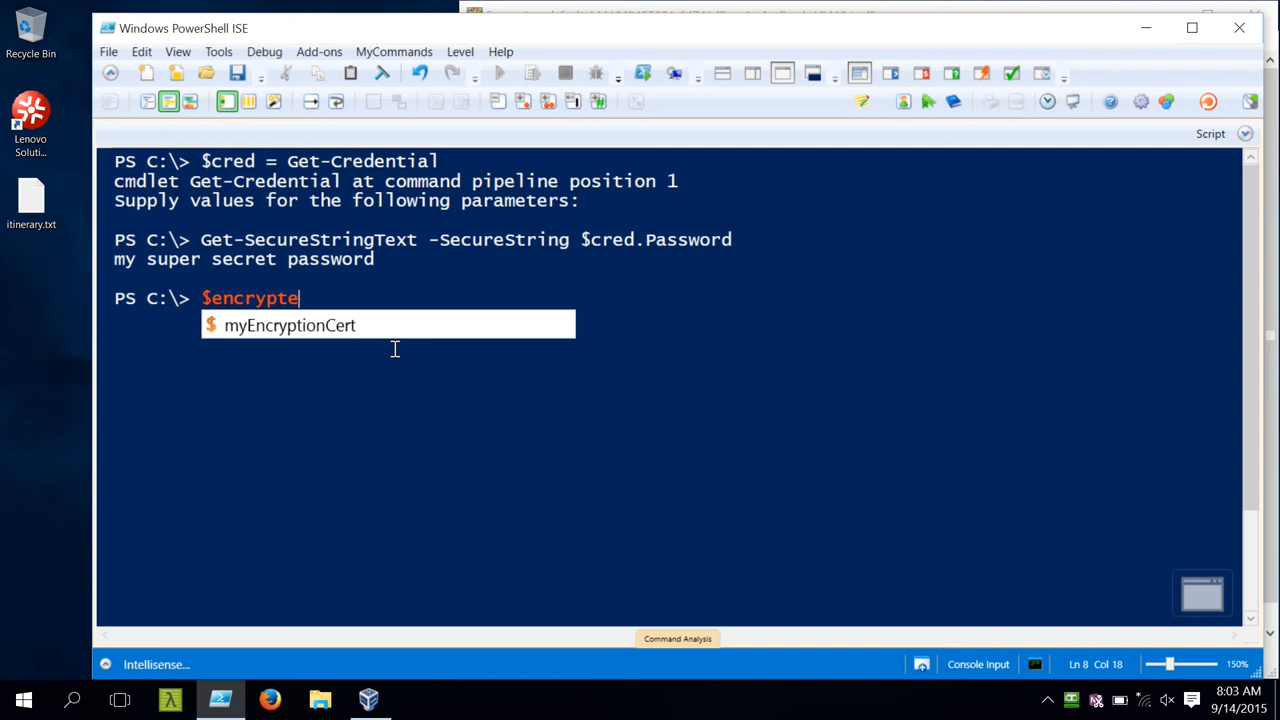 Recycle Bin
Lenovo
Soluti...
itinerary.txt
Windows PowerShell ISE
File Edit View Tools Debug Add-ons MyCommands Level Help
Script
PS C:\> $cred = Get-Credential
cmdlet Get-Credential at command pipeline position 1
Supply values for the following parameters:
PS C:\> Get-SecureStringText -SecureString $cred.Password
my super secret password
PS C:\> $encrypte
$ myEncryptionCert
Command Analysis
Intellisense...
Console Input
Ln 8 Col 18
150%
8:03 AM
9/14/2015